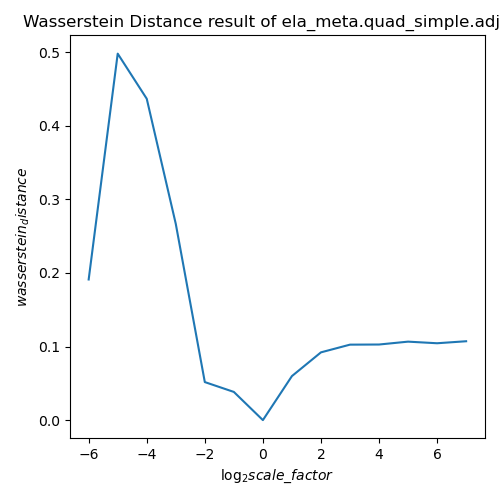 Wasserstein Distance result of ela_meta.quad_simple.adj
0.5
0.4
0.3
0.2
0.1
0.0
wasserstein_distance
−6 −4 −2 0 2 4 6
log₂scale_factor